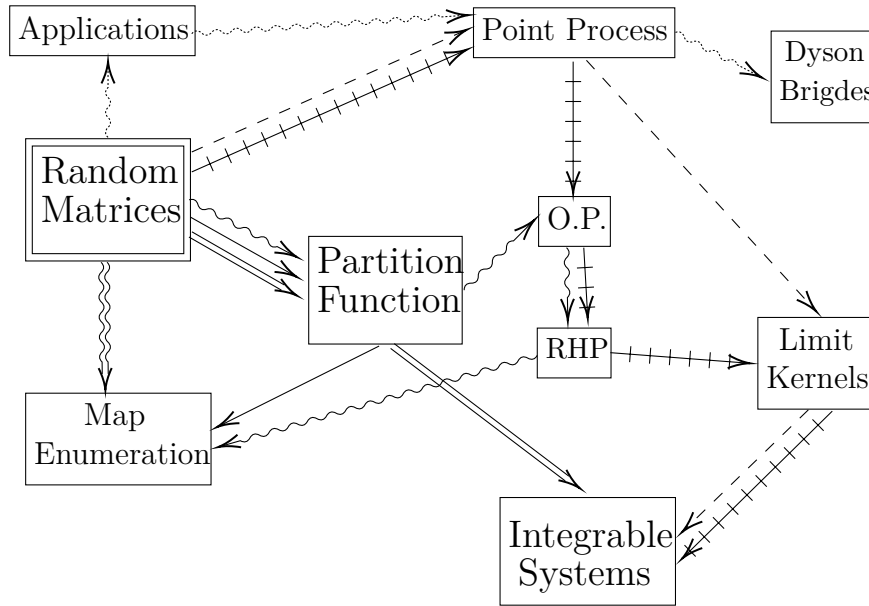 Applications
Point Process
Dyson
Brigdes
Random
Matrices
O.P.
Partition
Function
RHP
Limit
Kernels
Map
Enumeration
Integrable
Systems